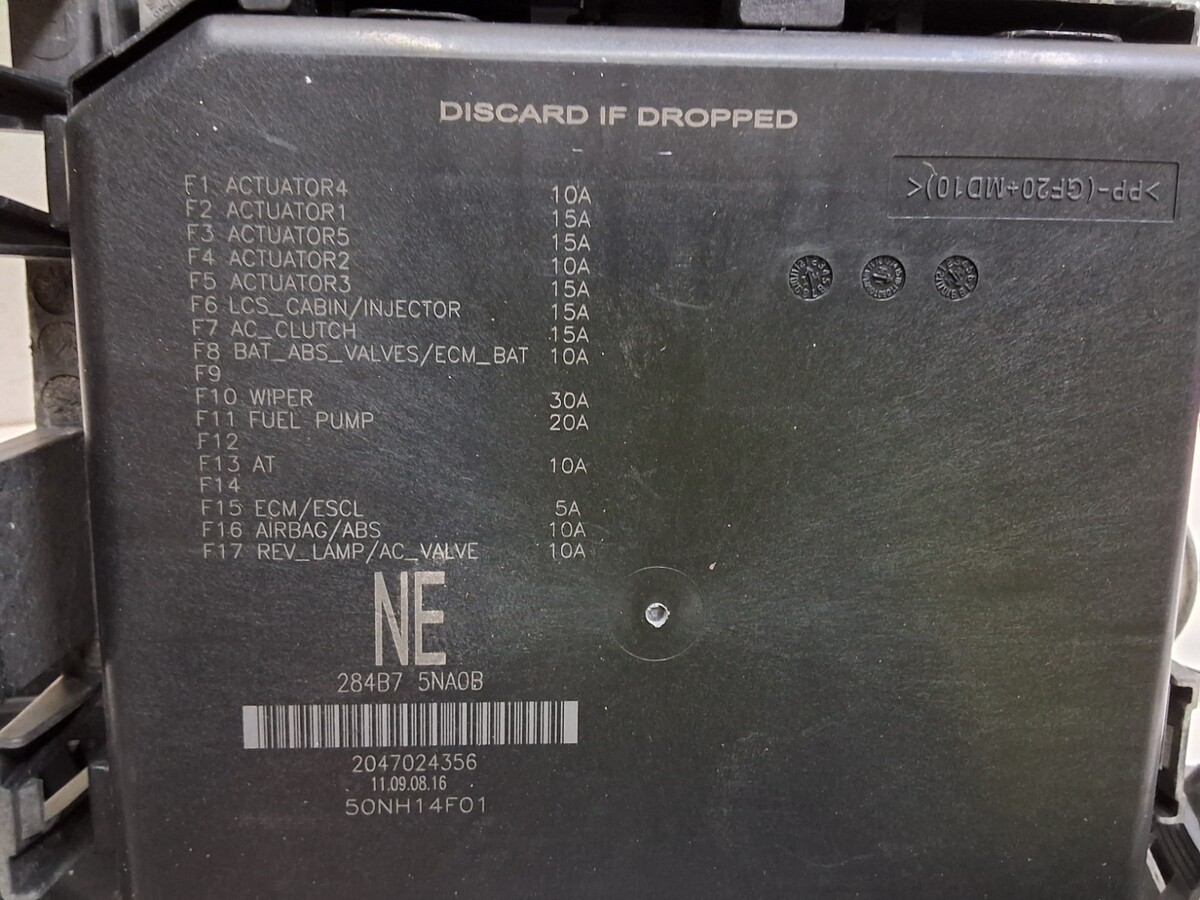 DISCARD IF DROPPED
>PP-(GF20+MD10)<
F1 ACTUATOR4 10A
F2 ACTUATOR1 15A
F3 ACTUATOR5 15A
F4 ACTUATOR2 10A
F5 ACTUATOR3 15A
F6 LCS_CABIN/INJECTOR 15A
F7 AC_CLUTCH 15A
F8 BAT_ABS_VALVES/ECM_BAT 10A
F9
F10 WIPER 30A
F11 FUEL PUMP 20A
F12
F13 AT 10A
F14
F15 ECM/ESCL 5A
F16 AIRBAG/ABS 10A
F17 REV_LAMP/AC_VALVE 10A
NE
284B7 5NA0B
2047024356
11.09.08.16
50NH14F01